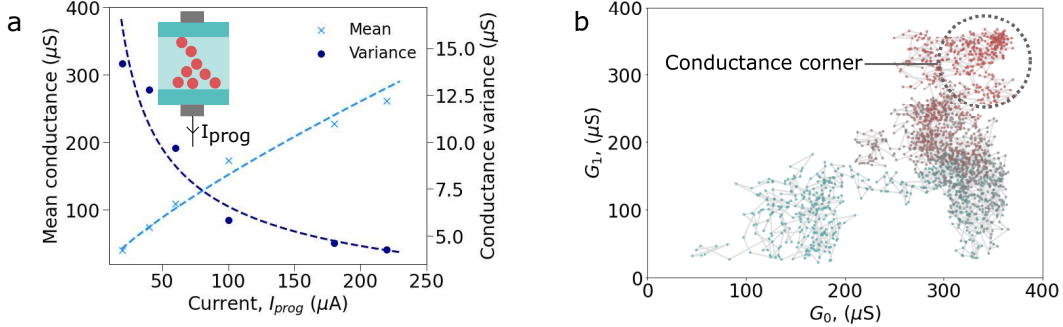 a
400
300
200
100
Mean conductance (μS)
50
100
150
200
250
Current, I_prog (μA)
15.0
12.5
10.0
7.5
5.0
Conductance variance (μS)
Mean
Variance
I_prog
b
400
300
200
100
0
G₁, (μS)
0
100
200
300
400
G₀, (μS)
Conductance corner